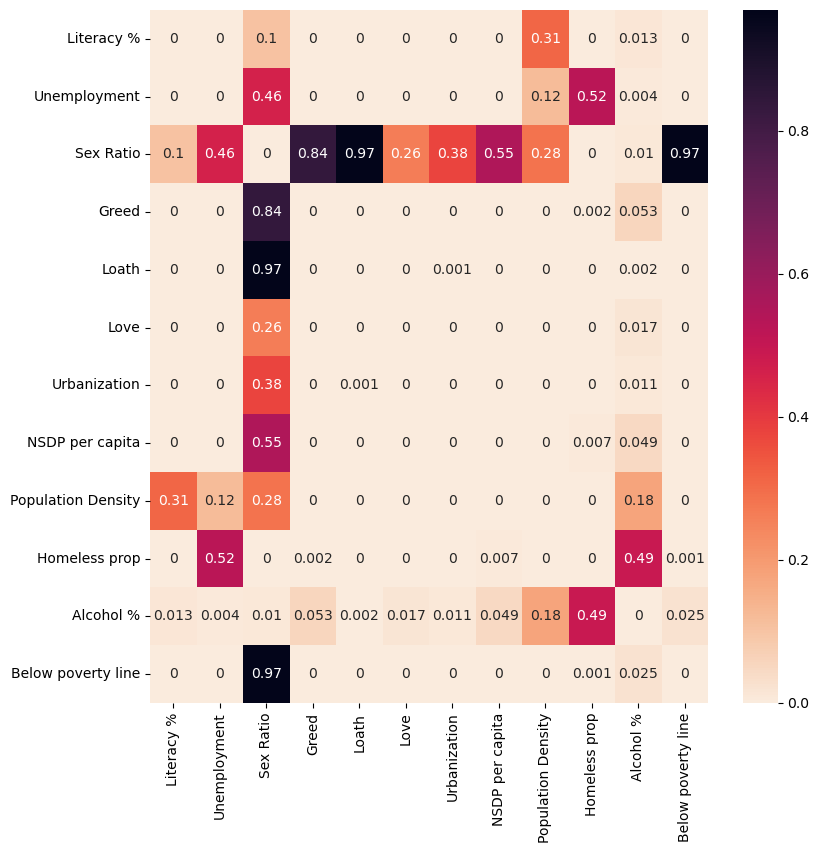 Literacy % 0 0 0.1 0 0 0 0 0 0.31 0 0.013 0
Unemployment 0 0 0.46 0 0 0 0 0 0.12 0.52 0.004 0
Sex Ratio 0.1 0.46 0 0.84 0.97 0.26 0.38 0.55 0.28 0 0.01 0.97
Greed 0 0 0.84 0 0 0 0 0 0 0.002 0.053 0
Loath 0 0 0.97 0 0 0 0.001 0 0 0 0.002 0
Love 0 0 0.26 0 0 0 0 0 0 0 0.017 0
Urbanization 0 0 0.38 0 0.001 0 0 0 0 0 0.011 0
NSDP per capita 0 0 0.55 0 0 0 0 0 0 0.007 0.049 0
Population Density 0.31 0.12 0.28 0 0 0 0 0 0 0 0.18 0
Homeless prop 0 0.52 0 0.002 0 0 0 0.007 0 0 0.49 0.001
Alcohol % 0.013 0.004 0.01 0.053 0.002 0.017 0.011 0.049 0.18 0.49 0 0.025
Below poverty line 0 0 0.97 0 0 0 0 0 0 0.001 0.025 0
Literacy %
Unemployment
Sex Ratio
Greed
Loath
Love
Urbanization
NSDP per capita
Population Density
Homeless prop
Alcohol %
Below poverty line
0.8
0.6
0.4
0.2
0.0